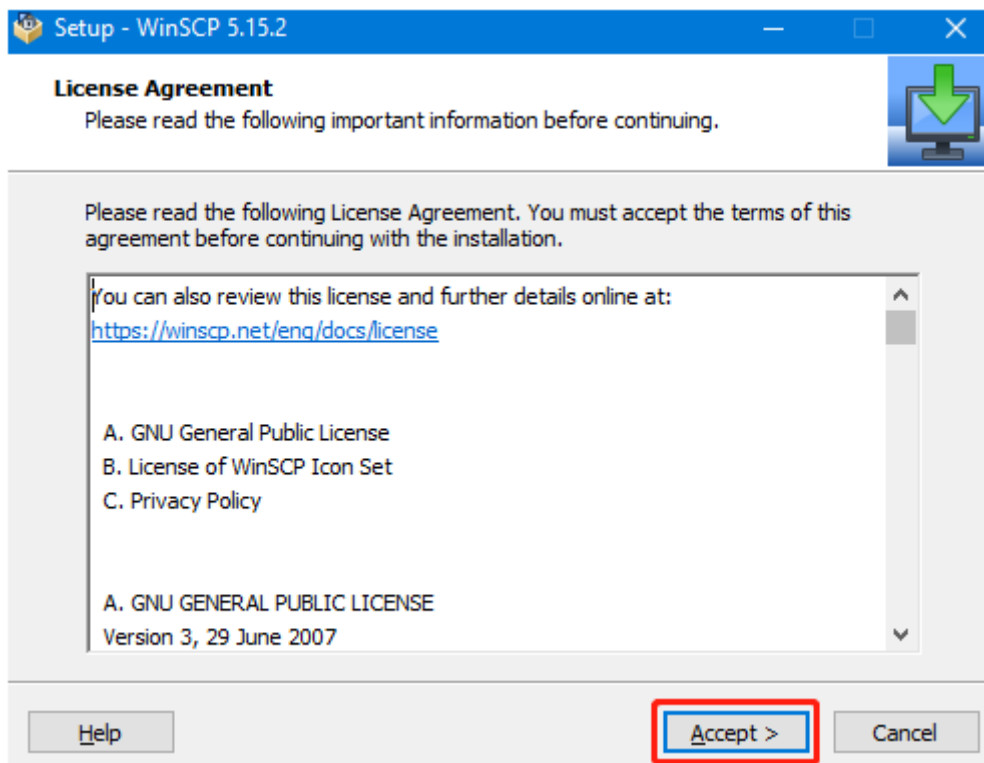 Setup - WinSCP 5.15.2
License Agreement
Please read the following important information before continuing.
Please read the following License Agreement. You must accept the terms of this
agreement before continuing with the installation.
You can also review this license and further details online at:
https://winscp.net/eng/docs/license
A. GNU General Public License
B. License of WinSCP Icon Set
C. Privacy Policy
A. GNU GENERAL PUBLIC LICENSE
Version 3, 29 June 2007
Help
Accept >
Cancel